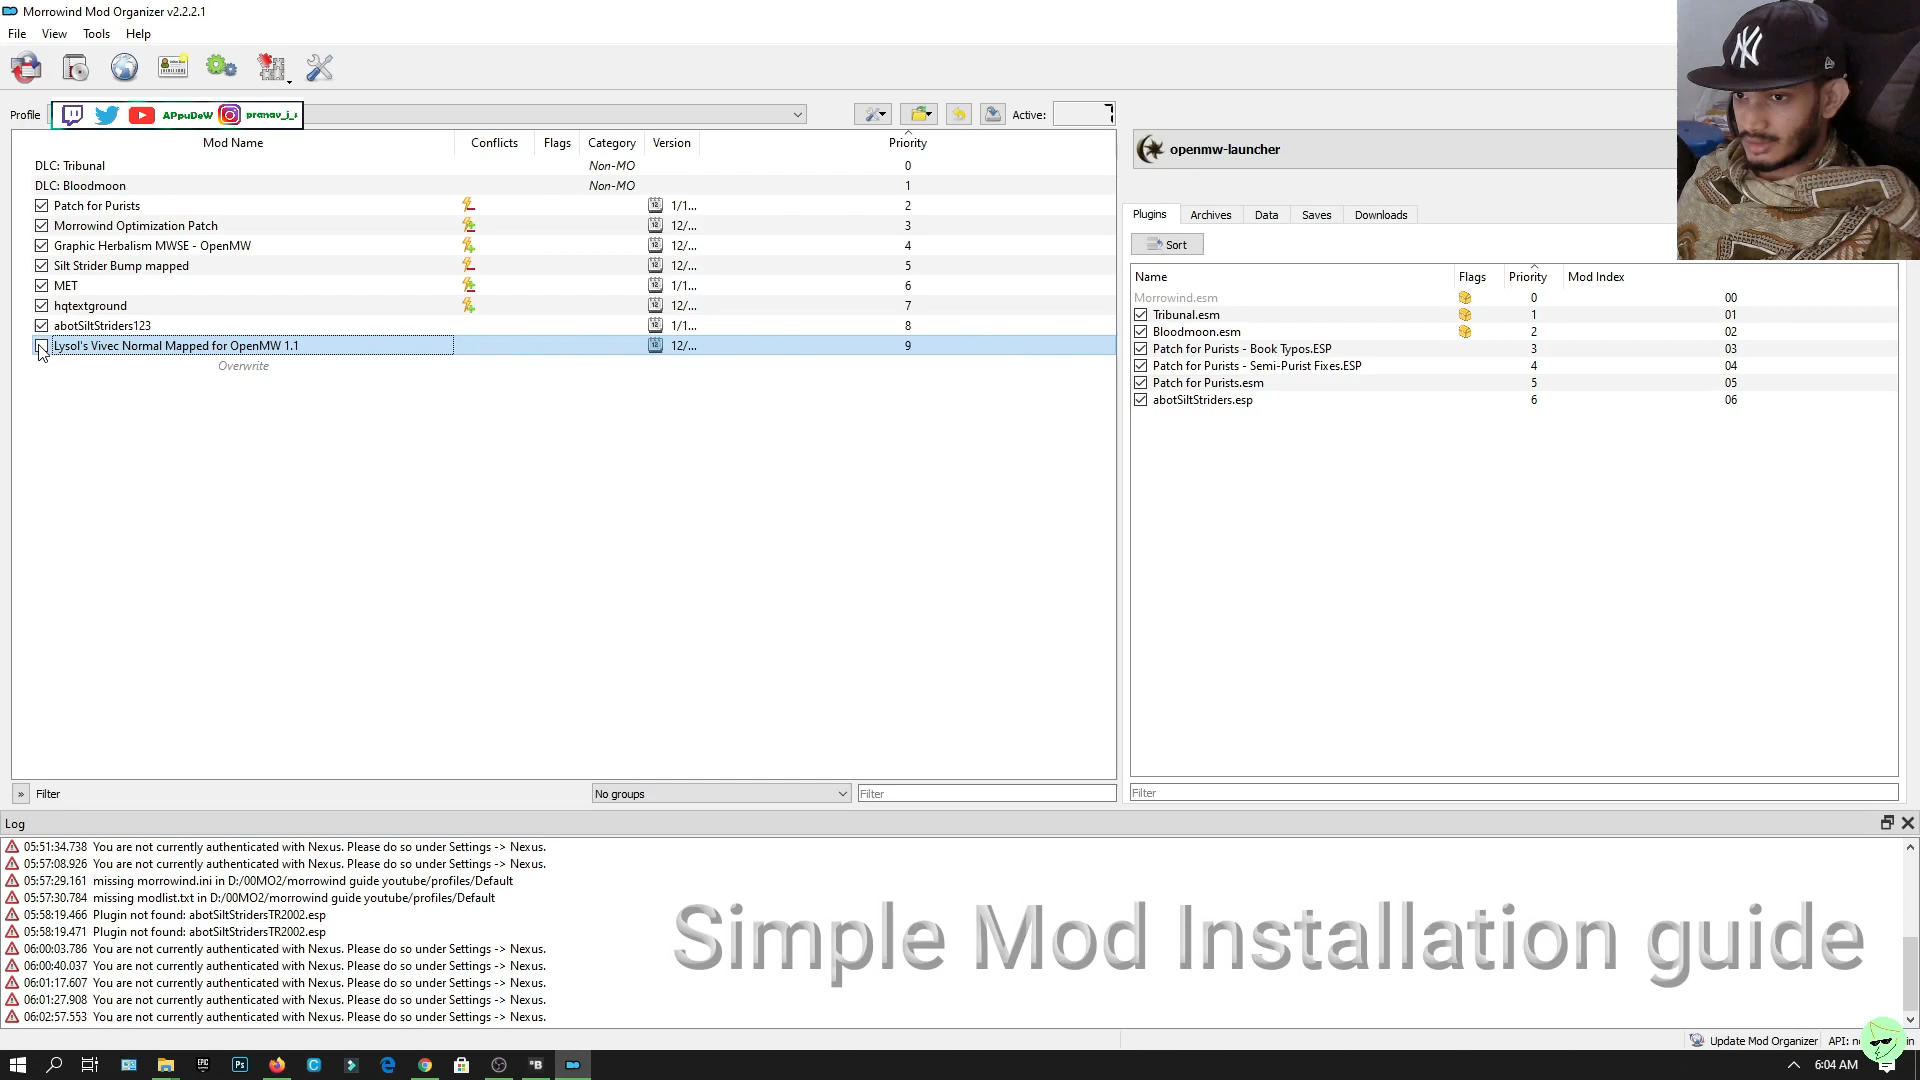 Morrowind Mod Organizer v2.2.2.1
File View Tools Help
Profile APpuDeW Active:
Mod Name Conflicts Flags Category Version Priority
DLC: Tribunal Non-MO 0
DLC: Bloodmoon Non-MO 1
Patch for Purists 1/1... 2
Morrowind Optimization Patch 12/... 3
Graphic Herbalism MWSE - OpenMW 12/... 4
Silt Strider Bump mapped 12/... 5
MET 1/1... 6
hqtextground 12/... 7
abotSiltStriders123 1/1... 8
Lysol's Vivec Normal Mapped for OpenMW 1.1 12/... 9
Overwrite
» Filter No groups Filter
openmw-launcher
Plugins Archives Data Saves Downloads
Sort
Name Flags Priority Mod Index
Morrowind.esm 0 00
Tribunal.esm 1 01
Bloodmoon.esm 2 02
Patch for Purists - Book Typos.ESP 3 03
Patch for Purists - Semi-Purist Fixes.ESP 4 04
Patch for Purists.esm 5 05
abotSiltStriders.esp 6 06
Filter
Log
05:51:34.738 You are not currently authenticated with Nexus. Please do so under Settings -> Nexus.
05:57:08.926 You are not currently authenticated with Nexus. Please do so under Settings -> Nexus.
05:57:29.161 missing morrowind.ini in D:/00MO2/morrowind guide youtube/profiles/Default
05:57:30.784 missing modlist.txt in D:/00MO2/morrowind guide youtube/profiles/Default
05:58:19.466 Plugin not found: abotSiltStridersTR2002.esp
05:58:19.471 Plugin not found: abotSiltStridersTR2002.esp
06:00:03.786 You are not currently authenticated with Nexus. Please do so under Settings -> Nexus.
06:00:40.037 You are not currently authenticated with Nexus. Please do so under Settings -> Nexus.
06:01:17.607 You are not currently authenticated with Nexus. Please do so under Settings -> Nexus.
06:01:27.908 You are not currently authenticated with Nexus. Please do so under Settings -> Nexus.
06:02:57.553 You are not currently authenticated with Nexus. Please do so under Settings -> Nexus.
Simple Mod Installation guide
Update Mod Organizer API:
6:04 AM